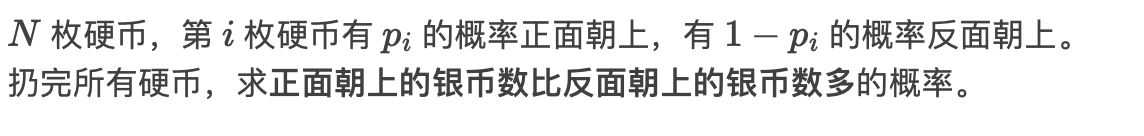 N 枚硬币，第 i 枚硬币有 p_i 的概率正面朝上，有 1 − p_i 的概率反面朝上。
扔完所有硬币，求正面朝上的银币数比反面朝上的银币数多的概率。